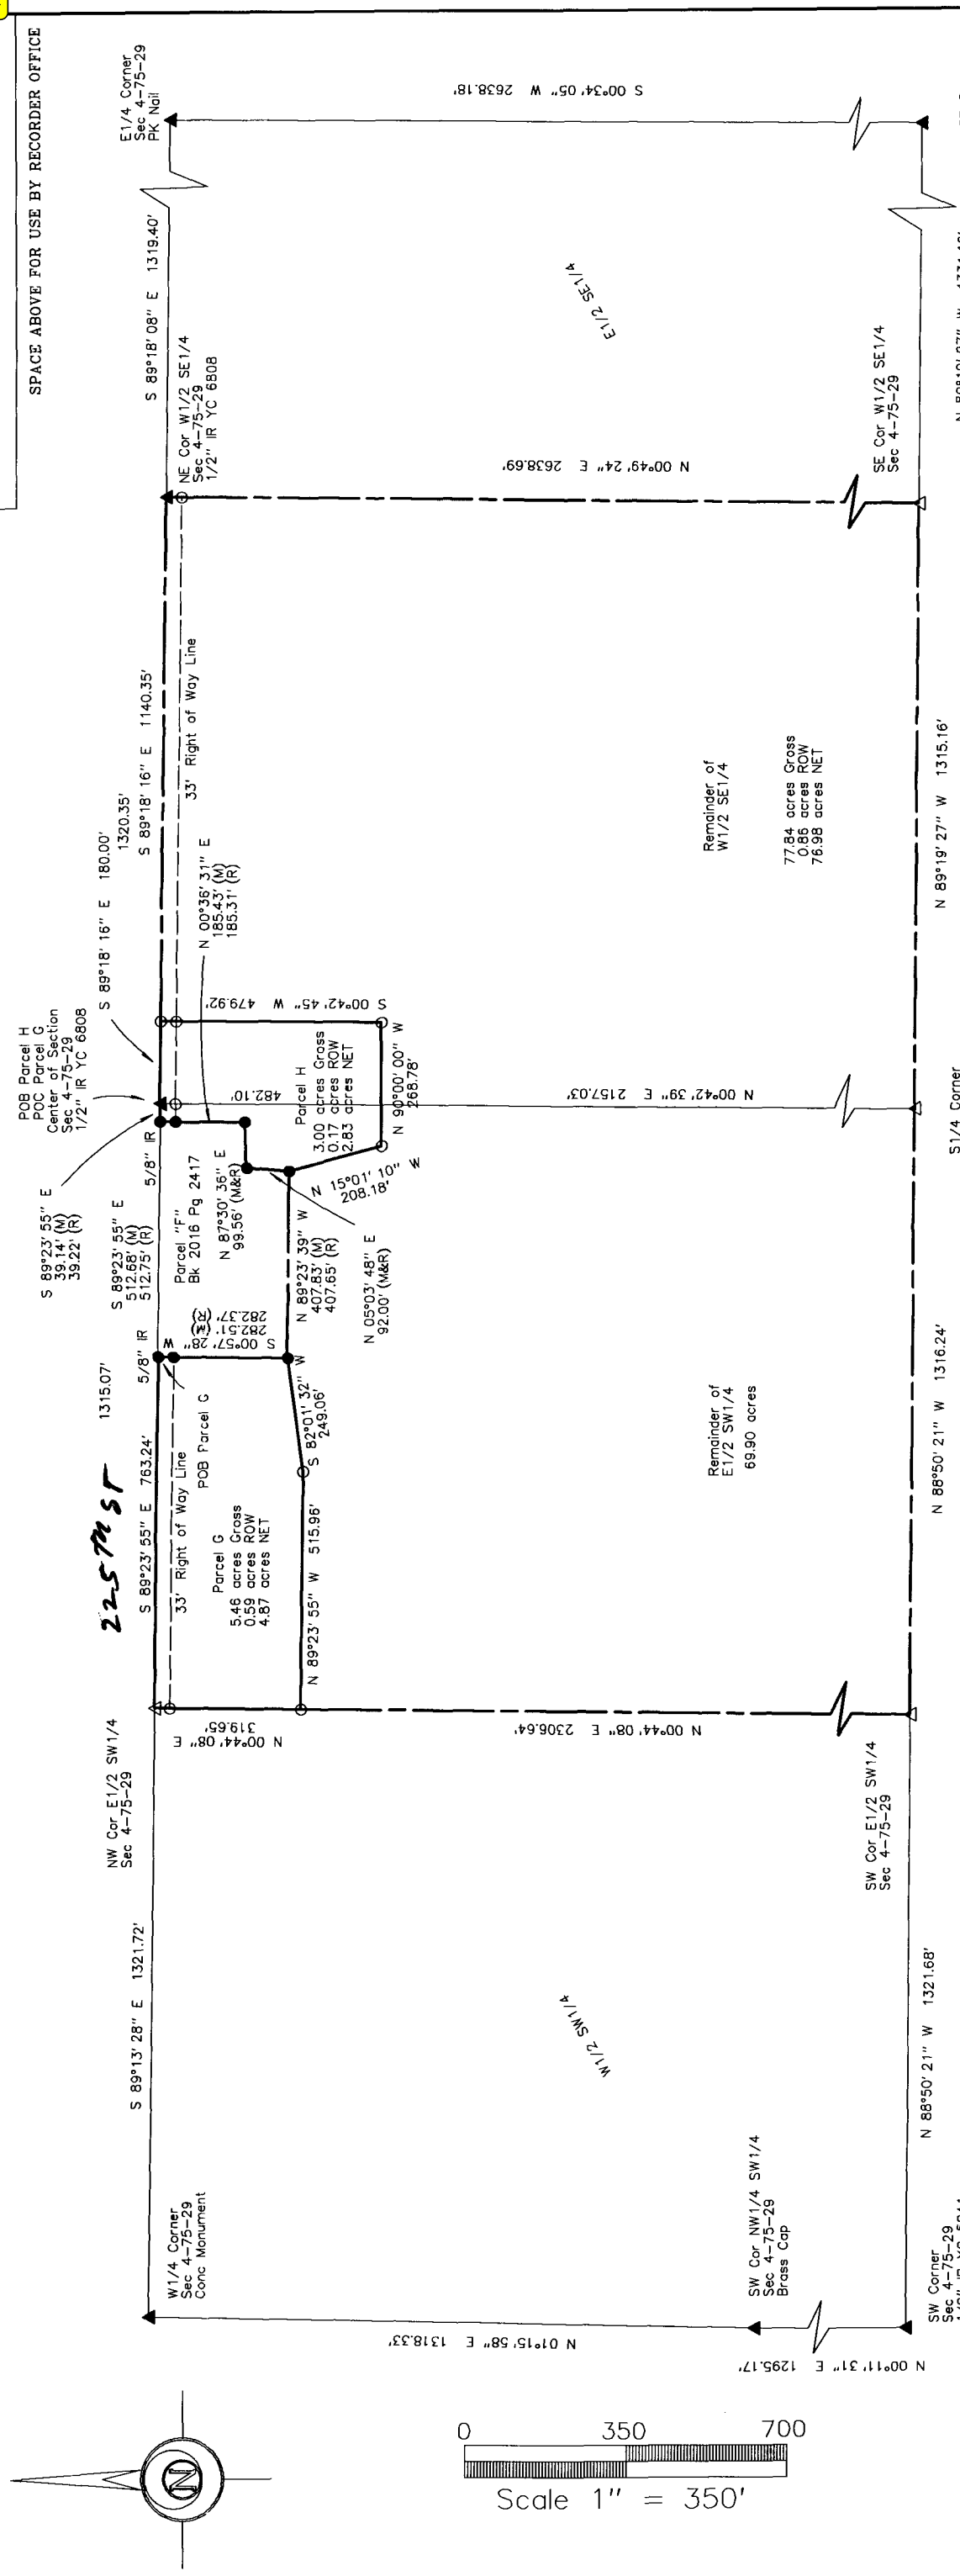 SPACE ABOVE FOR USE BY RECORDER OFFICE
W1/4 Corner
Sec 4-75-29
Conc Monument
S 89°13'28" E 1321.72'
NW Cor E1/2 SW1/4
Sec 4-75-29
225TH ST
1315.07'
S 89°23'55" E 763.24'
5/8" IR
33' Right of Way Line
POB Parcel G
Parcel G
5.46 acres Gross
0.59 acres ROW
4.87 acres NET
N 00°44'08" E
319.65'
N 89°23'55" W 515.96'
S 82°01'32" W
249.06'
S 00°57'28" W
282.51' (M)
282.37' (R)
S 89°23'55" E
512.68' (M)
512.75' (R)
5/8" IR
S 89°23'55" E
39.14' (M)
39.22' (R)
Parcel "F"
Bk 2016 Pg 2417
N 87°30'36" E
99.56' (M&R)
N 89°23'39" W
407.83' (M)
407.65' (R)
N 05°03'48" E
92.00' (M&R)
N 15°01'10" W
208.18'
POB Parcel H
POC Parcel G
Center of Section
Sec 4-75-29
1/2" IR YC 6808
S 89°18'16" E 180.00'
1320.35'
S 89°18'16" E 1140.35'
33' Right of Way Line
N 00°36'31" E
185.43' (M)
185.31' (R)
482.10'
Parcel H
3.00 acres Gross
0.17 acres ROW
2.83 acres NET
S 00°42'45" W 479.92'
N 90°00'00" W
268.78'
NE Cor W1/2 SE1/4
Sec 4-75-29
1/2" IR YC 6808
S 89°18'08" E 1319.40'
E1/4 Corner
Sec 4-75-29
PK Nail
S 00°34'05" W 2638.18'
E1/2 SE1/4
N 00°49'24" E 2638.69'
Remainder of
W1/2 SE1/4
77.84 acres Gross
0.86 acres ROW
76.98 acres NET
N 00°42'39" E 2157.03'
Remainder of
E1/2 SW1/4
69.90 acres
N 00°44'08" E 2306.64'
W1/2 SW1/4
N 01°15'58" E 1318.33'
SW Cor NW1/4 SW1/4
Sec 4-75-29
Brass Cap
N 00°11'31" E 1295.17'
SW Corner
Sec 4-75-29
N 88°50'21" W 1321.68'
SW Cor E1/2 SW1/4
Sec 4-75-29
N 88°50'21" W 1316.24'
S1/4 Corner
N 89°19'27" W 1315.16'
SE Cor W1/2 SE1/4
Sec 4-75-29
N
0 350 700
Scale 1" = 350'